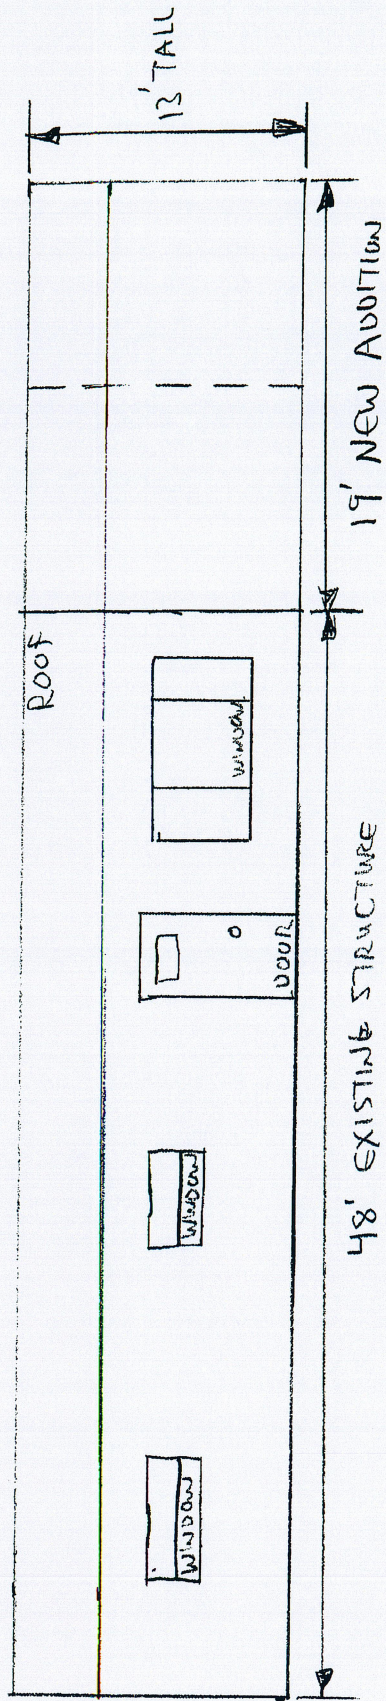 ROOF
13' TALL
WINDOW
WINDOW
DOOR
WINDOW
48' EXISTING STRUCTURE
19' NEW ADDITION